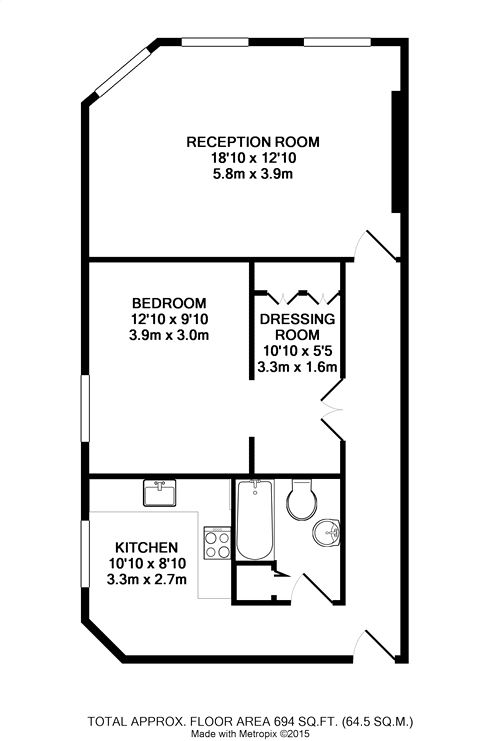 RECEPTION ROOM
18'10 x 12'10
5.8m x 3.9m
BEDROOM
12'10 x 9'10
3.9m x 3.0m
DRESSING
ROOM
10'10 x 5'5
3.3m x 1.6m
KITCHEN
10'10 x 8'10
3.3m x 2.7m
TOTAL APPROX. FLOOR AREA 694 SQ.FT. (64.5 SQ.M.)
Made with Metropix ©2015